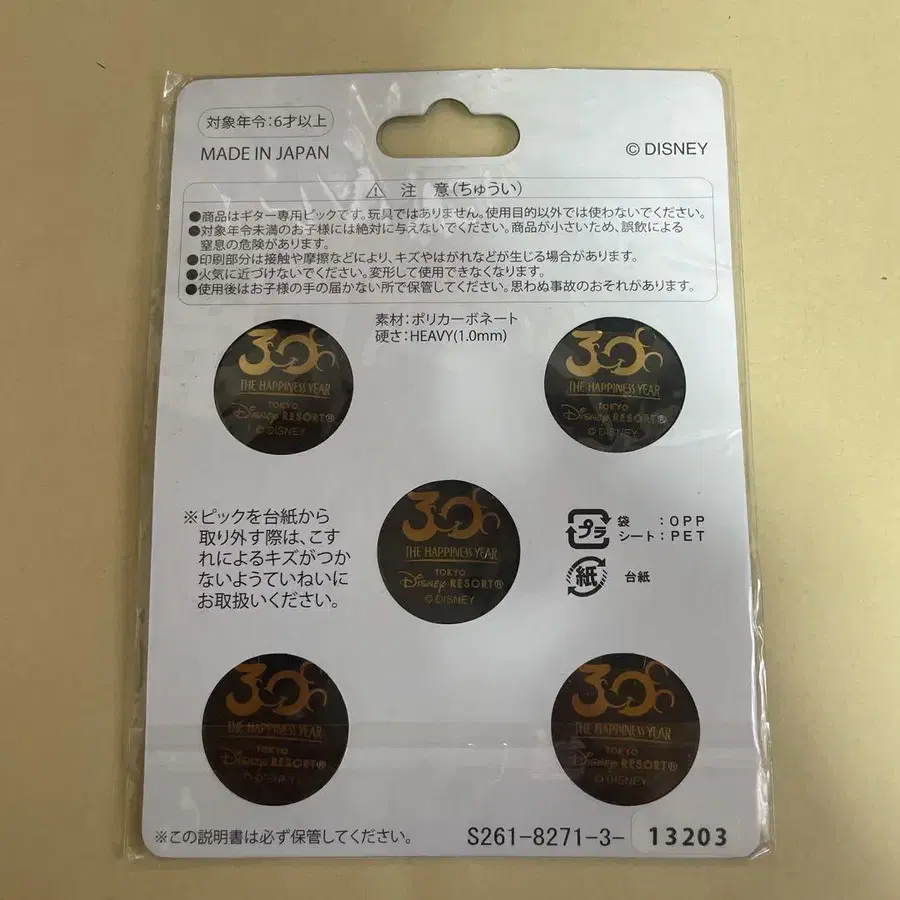 対象年令：6才以上
MADE IN JAPAN
© DISNEY
⚠ 注 意（ちゅうい）
●商品はギター専用ピックです。玩具ではありません。使用目的以外では使わないでください。
●対象年令未満のお子様には絶対に与えないでください。商品が小さいため、誤飲による
窒息の危険があります。
●印刷部分は接触や摩擦などにより、キズやはがれなどが生じる場合があります。
●火気に近づけないでください。変形して使用できなくなります。
●使用後はお子様の手の届かない所で保管してください。思わぬ事故のおそれがあります。
素材：ポリカーボネート
硬さ：HEAVY(1.0mm)
30
THE HAPPINESS YEAR
TOKYO
Disney RESORT®
© DISNEY
30
THE HAPPINESS YEAR
TOKYO
Disney RESORT®
© DISNEY
30
THE HAPPINESS YEAR
TOKYO
Disney RESORT®
© DISNEY
※ピックを台紙から
取り外す際は、こす
れによるキズがつか
ないようていねいに
お取扱いください。
プラ
袋 ：OPP
シート：PET
紙
台紙
30
THE HAPPINESS YEAR
TOKYO
Disney RESORT®
© DISNEY
30
THE HAPPINESS YEAR
TOKYO
Disney RESORT®
© DISNEY
※この説明書は必ず保管してください。
S261-8271-3- 13203